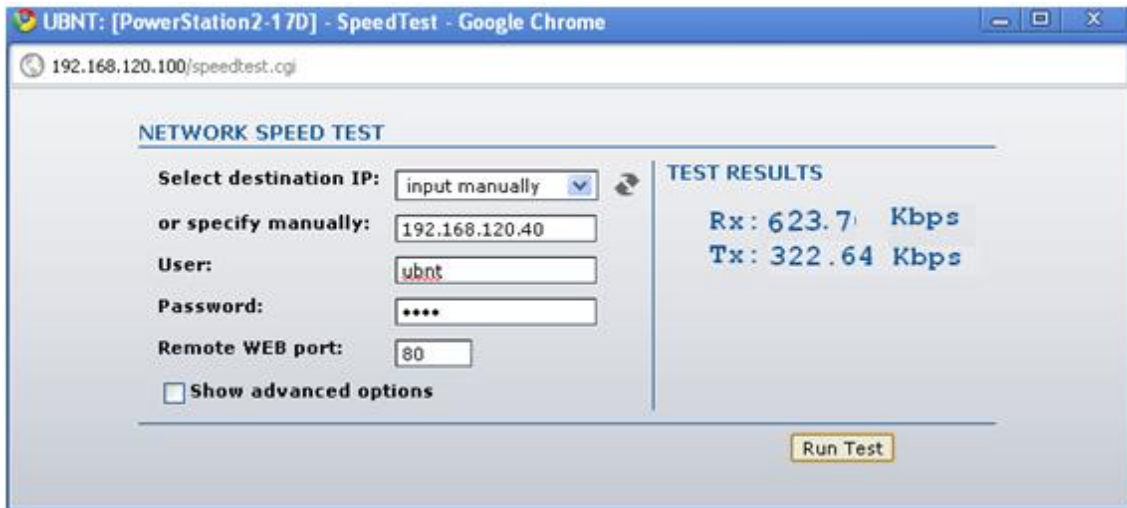 UBNT: [PowerStation2-17D] - SpeedTest - Google Chrome
192.168.120.100/speedtest.cgi
NETWORK SPEED TEST
Select destination IP: input manually
or specify manually: 192.168.120.40
User: ubnt
Password: ••••
Remote WEB port: 80
Show advanced options
TEST RESULTS
Rx: Kbps
Tx: 322.64 Kbps
Run Test